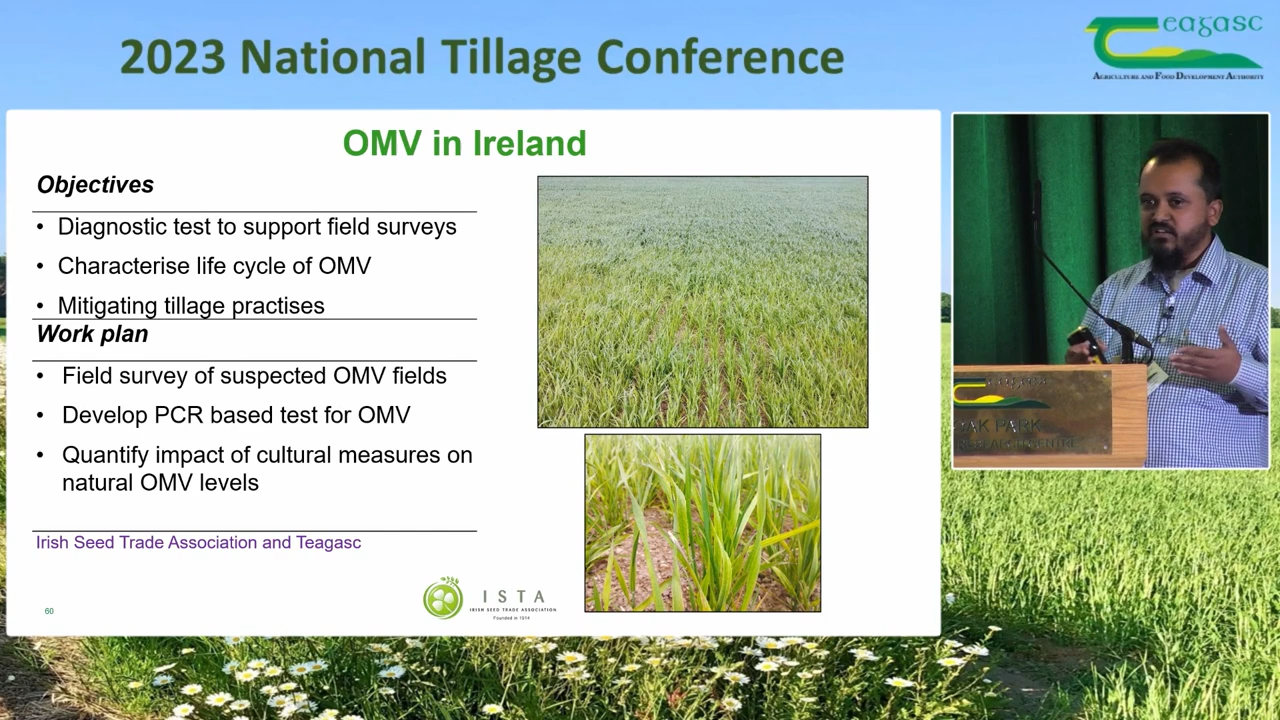 2023 National Tillage Conference
Teagasc
AGRICULTURE AND FOOD DEVELOPMENT AUTHORITY
OMV in Ireland
Objectives
• Diagnostic test to support field surveys
• Characterise life cycle of OMV
• Mitigating tillage practises
Work plan
• Field survey of suspected OMV fields
• Develop PCR based test for OMV
• Quantify impact of cultural measures on
natural OMV levels
Irish Seed Trade Association and Teagasc
60
ISTA
IRISH SEED TRADE ASSOCIATION
Founded in 1914
PARK